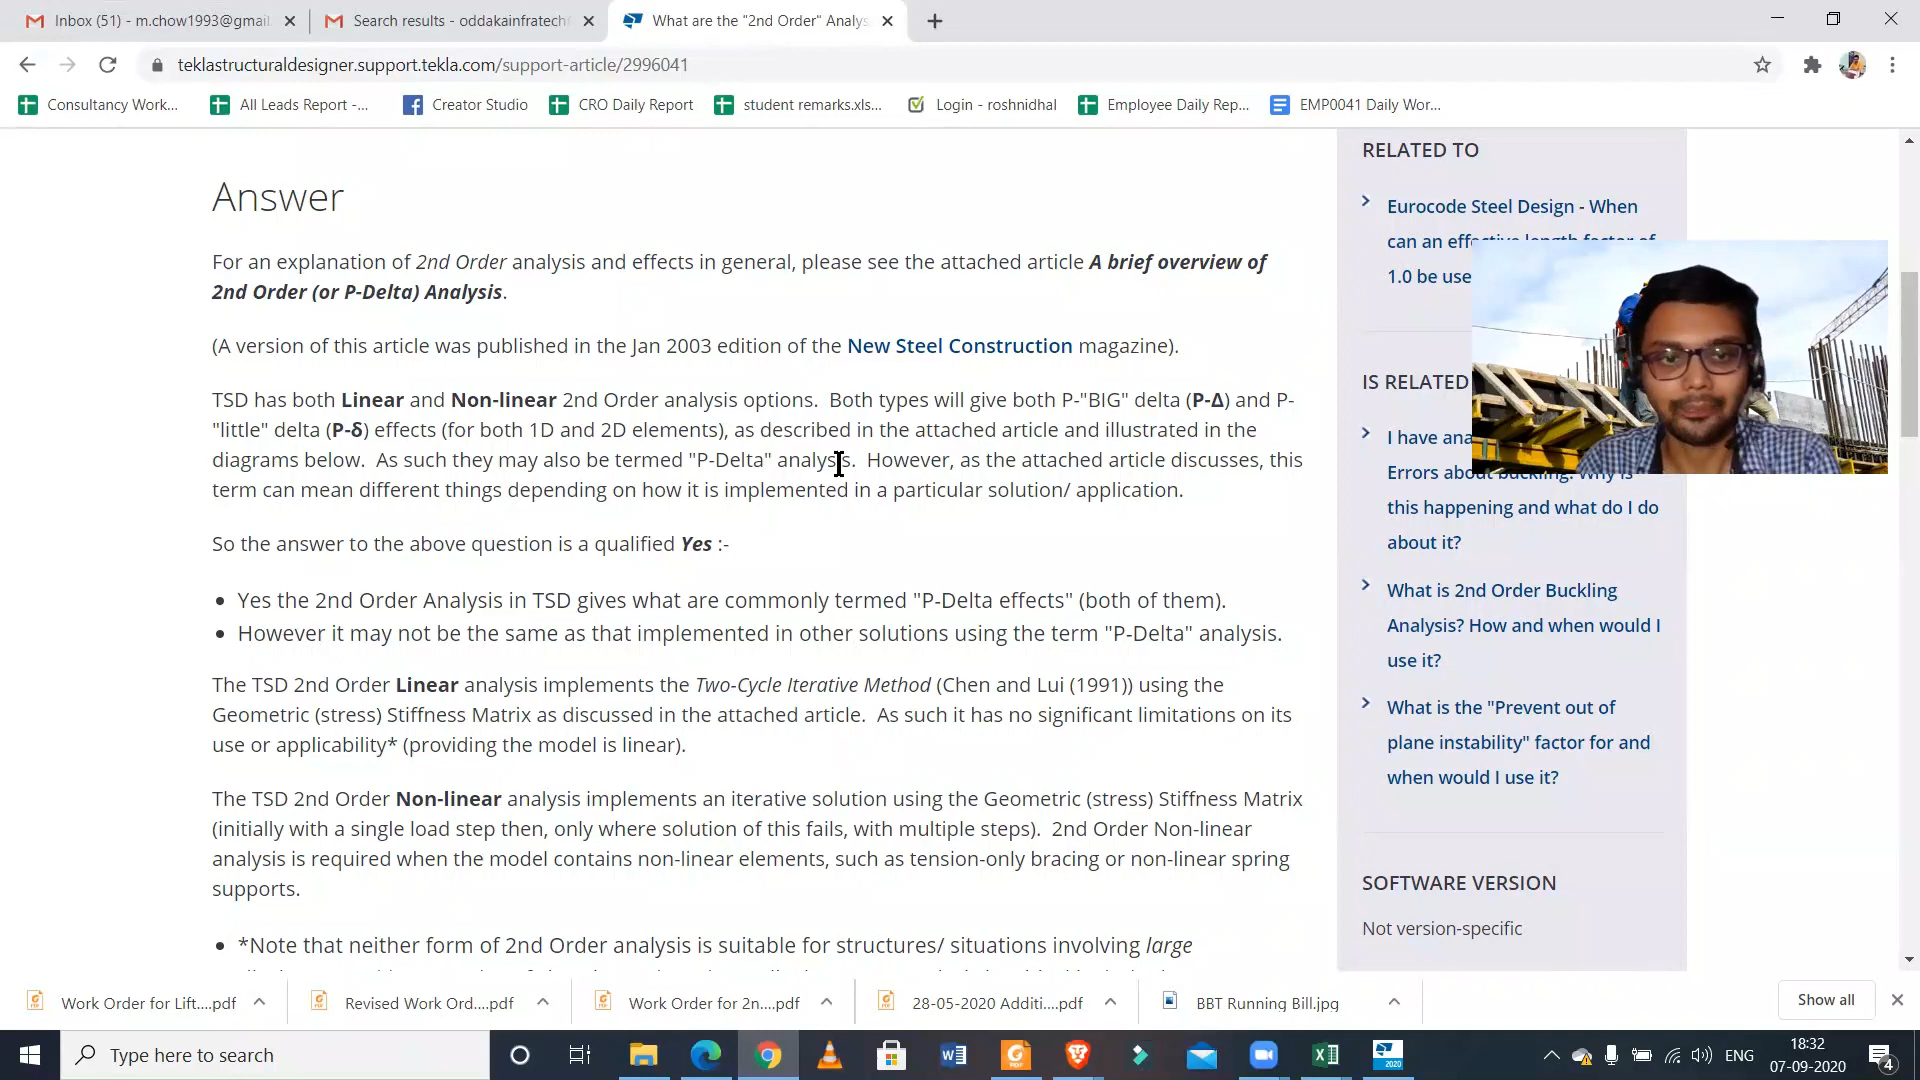 Inbox (51) - m.chow1993@gmail
Search results - oddakainfratech
What are the "2nd Order" Analys
teklastructuraldesigner.support.tekla.com/support-article/2996041
Consultancy Work...
All Leads Report -...
Creator Studio
CRO Daily Report
student remarks.xls...
Login - roshnidhal
Employee Daily Rep...
EMP0041 Daily Wor...
Answer
For an explanation of 2nd Order analysis and effects in general, please see the attached article A brief overview of
2nd Order (or P-Delta) Analysis.
(A version of this article was published in the Jan 2003 edition of the New Steel Construction magazine).
TSD has both Linear and Non-linear 2nd Order analysis options. Both types will give both P-"BIG" delta (P-Δ) and P-
"little" delta (P-δ) effects (for both 1D and 2D elements), as described in the attached article and illustrated in the
diagrams below. As such they may also be termed "P-Delta" analysis. However, as the attached article discusses, this
term can mean different things depending on how it is implemented in a particular solution/ application.
So the answer to the above question is a qualified Yes :-
• Yes the 2nd Order Analysis in TSD gives what are commonly termed "P-Delta effects" (both of them).
• However it may not be the same as that implemented in other solutions using the term "P-Delta" analysis.
The TSD 2nd Order Linear analysis implements the Two-Cycle Iterative Method (Chen and Lui (1991)) using the
Geometric (stress) Stiffness Matrix as discussed in the attached article. As such it has no significant limitations on its
use or applicability* (providing the model is linear).
The TSD 2nd Order Non-linear analysis implements an iterative solution using the Geometric (stress) Stiffness Matrix
(initially with a single load step then, only where solution of this fails, with multiple steps). 2nd Order Non-linear
analysis is required when the model contains non-linear elements, such as tension-only bracing or non-linear spring
supports.
• *Note that neither form of 2nd Order analysis is suitable for structures/ situations involving large
RELATED TO
Eurocode Steel Design - When
can an effective length factor of
1.0 be use
IS RELATED
I have ana
Errors about buckling. Why is
this happening and what do I do
about it?
What is 2nd Order Buckling
Analysis? How and when would I
use it?
What is the "Prevent out of
plane instability" factor for and
when would I use it?
SOFTWARE VERSION
Not version-specific
Work Order for Lift....pdf
Revised Work Ord....pdf
Work Order for 2n....pdf
28-05-2020 Additi....pdf
BBT Running Bill.jpg
Show all
Type here to search
2020
ENG
18:32
07-09-2020
4